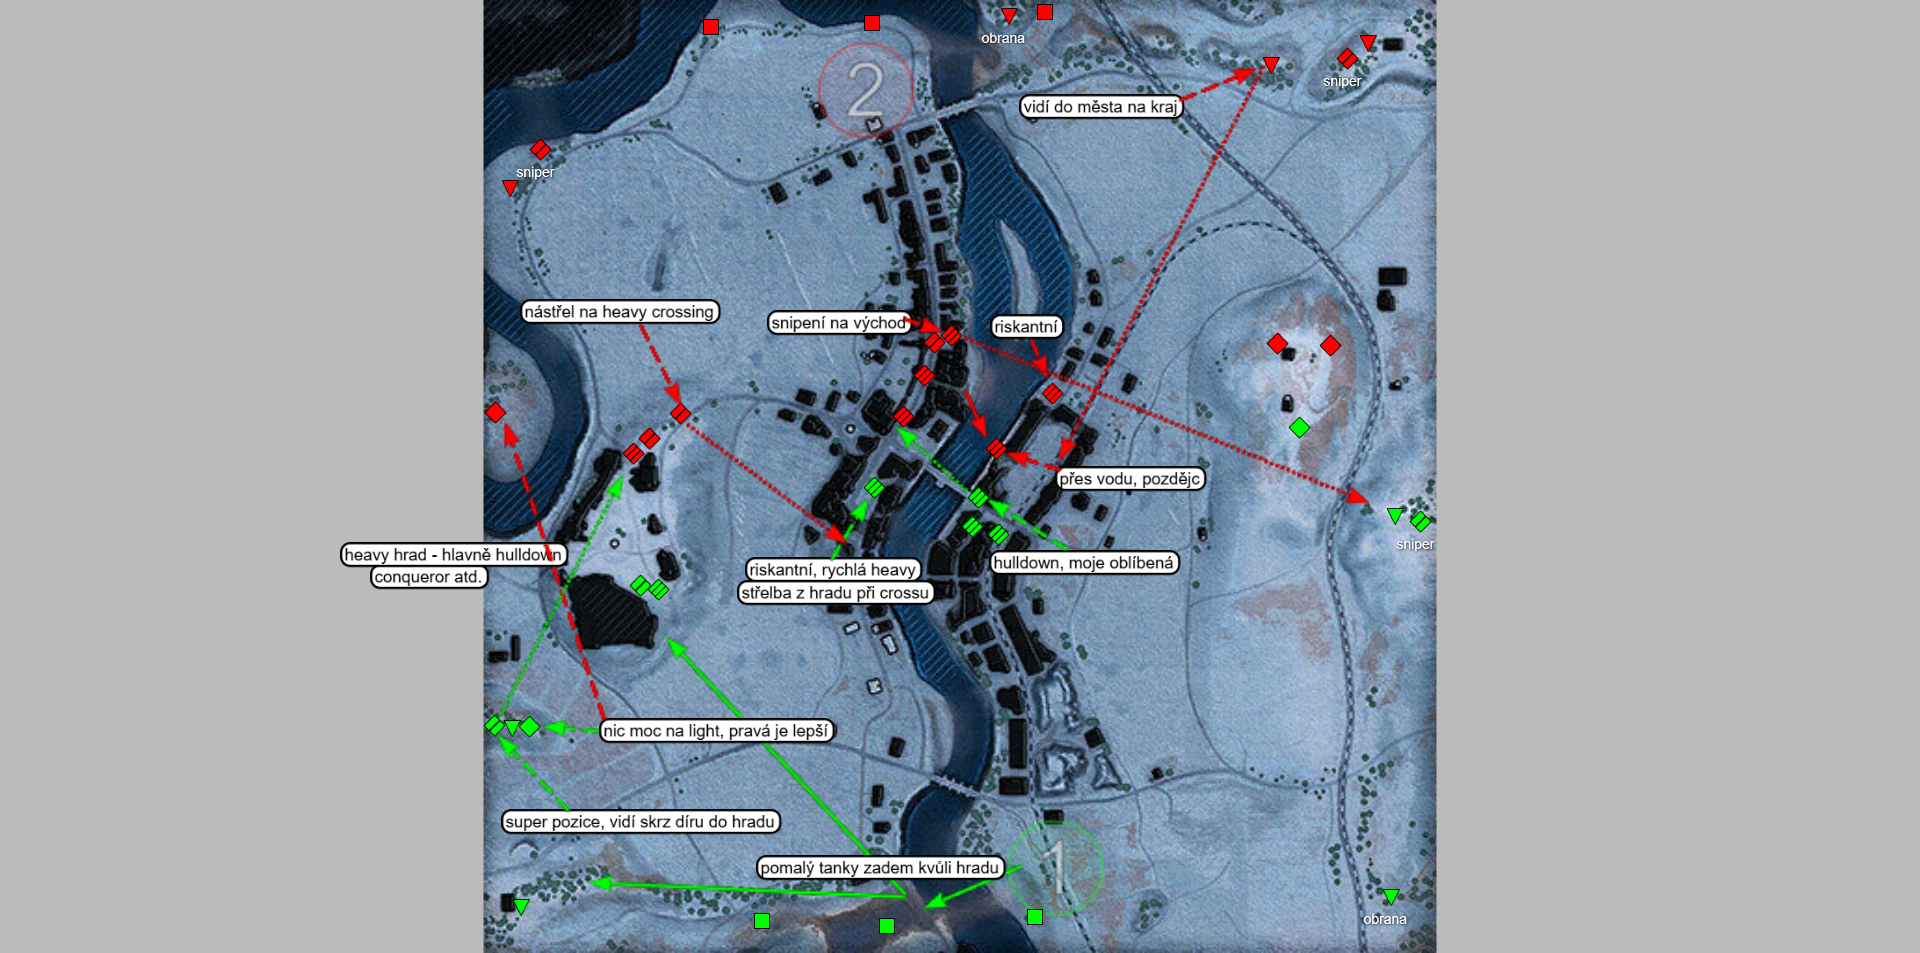 obrana
2
sniper
vidí do města na kraj
sniper
nástřel na heavy crossing
snipení na východ
riskantní
přes vodu, pozdějc
sniper
heavy hrad - hlavně hulldown
conqueror atd.
riskantní, rychlá heavy
střelba z hradu při crossu
hulldown, moje oblíbená
nic moc na light, pravá je lepší
super pozice, vidí skrz díru do hradu
pomalý tanky zadem kvůli hradu
1
obrana